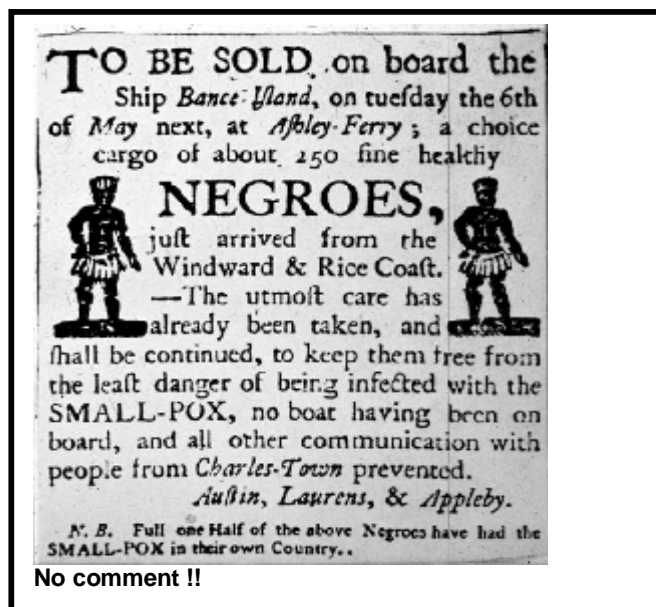 TO BE SOLD on board the
Ship Bance-Iſland, on tueſday the 6th
of May next, at Aſhley-Ferry; a choice
cargo of about 250 fine healthy
NEGROES,
juſt arrived from the
Windward & Rice Coaſt.
—The utmoſt care has
already been taken, and
ſhall be continued, to keep them free from
the leaſt danger of being infected with the
SMALL-POX, no boat having been on
board, and all other communication with
people from Charles-Town prevented.
Auſtin, Laurens, & Appleby.
N. B. Full one Half of the above Negroes have had the
SMALL-POX in their own Country.
No comment !!